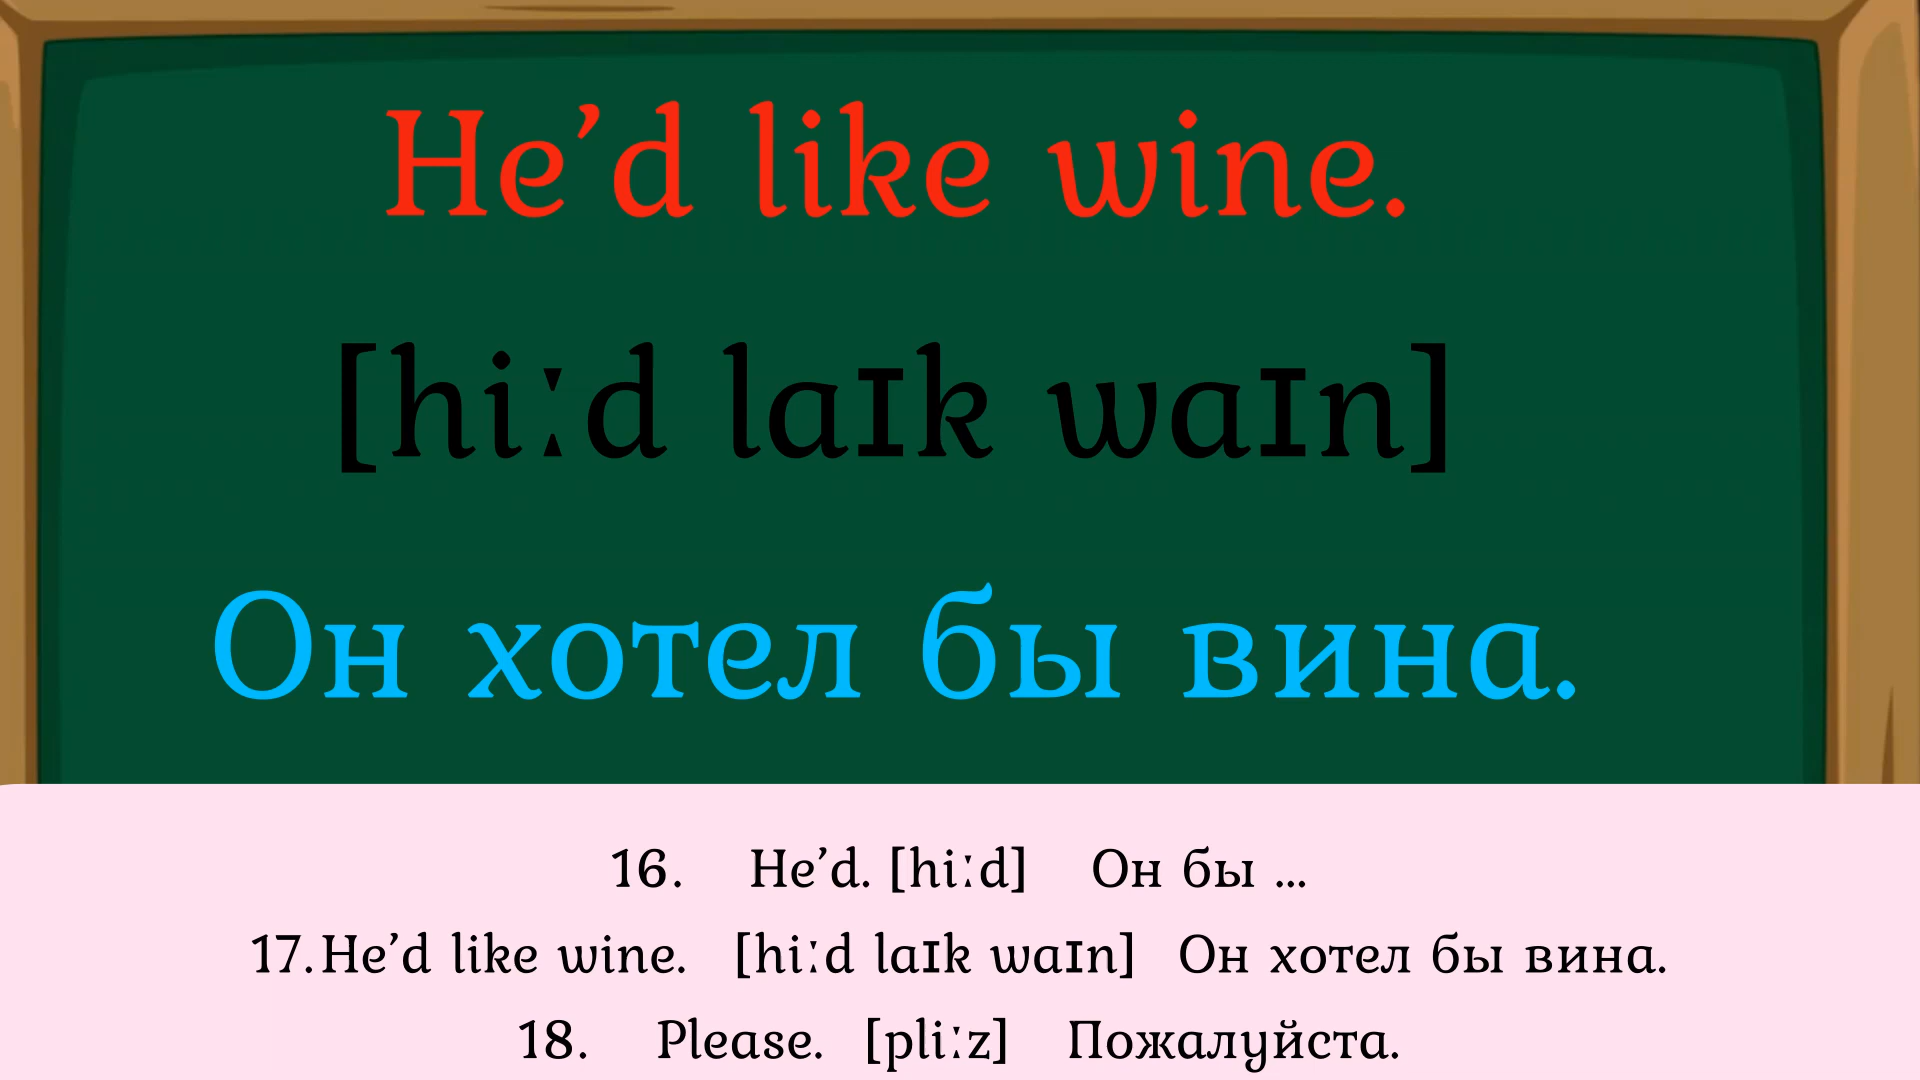 He’d like wine.
[hiːd laɪk waɪn]
Он хотел бы вина.
16. He’d. [hiːd] Он бы ...
17. He’d like wine. [hiːd laɪk waɪn] Он хотел бы вина.
18. Please. [pliːz] Пожалуйста.